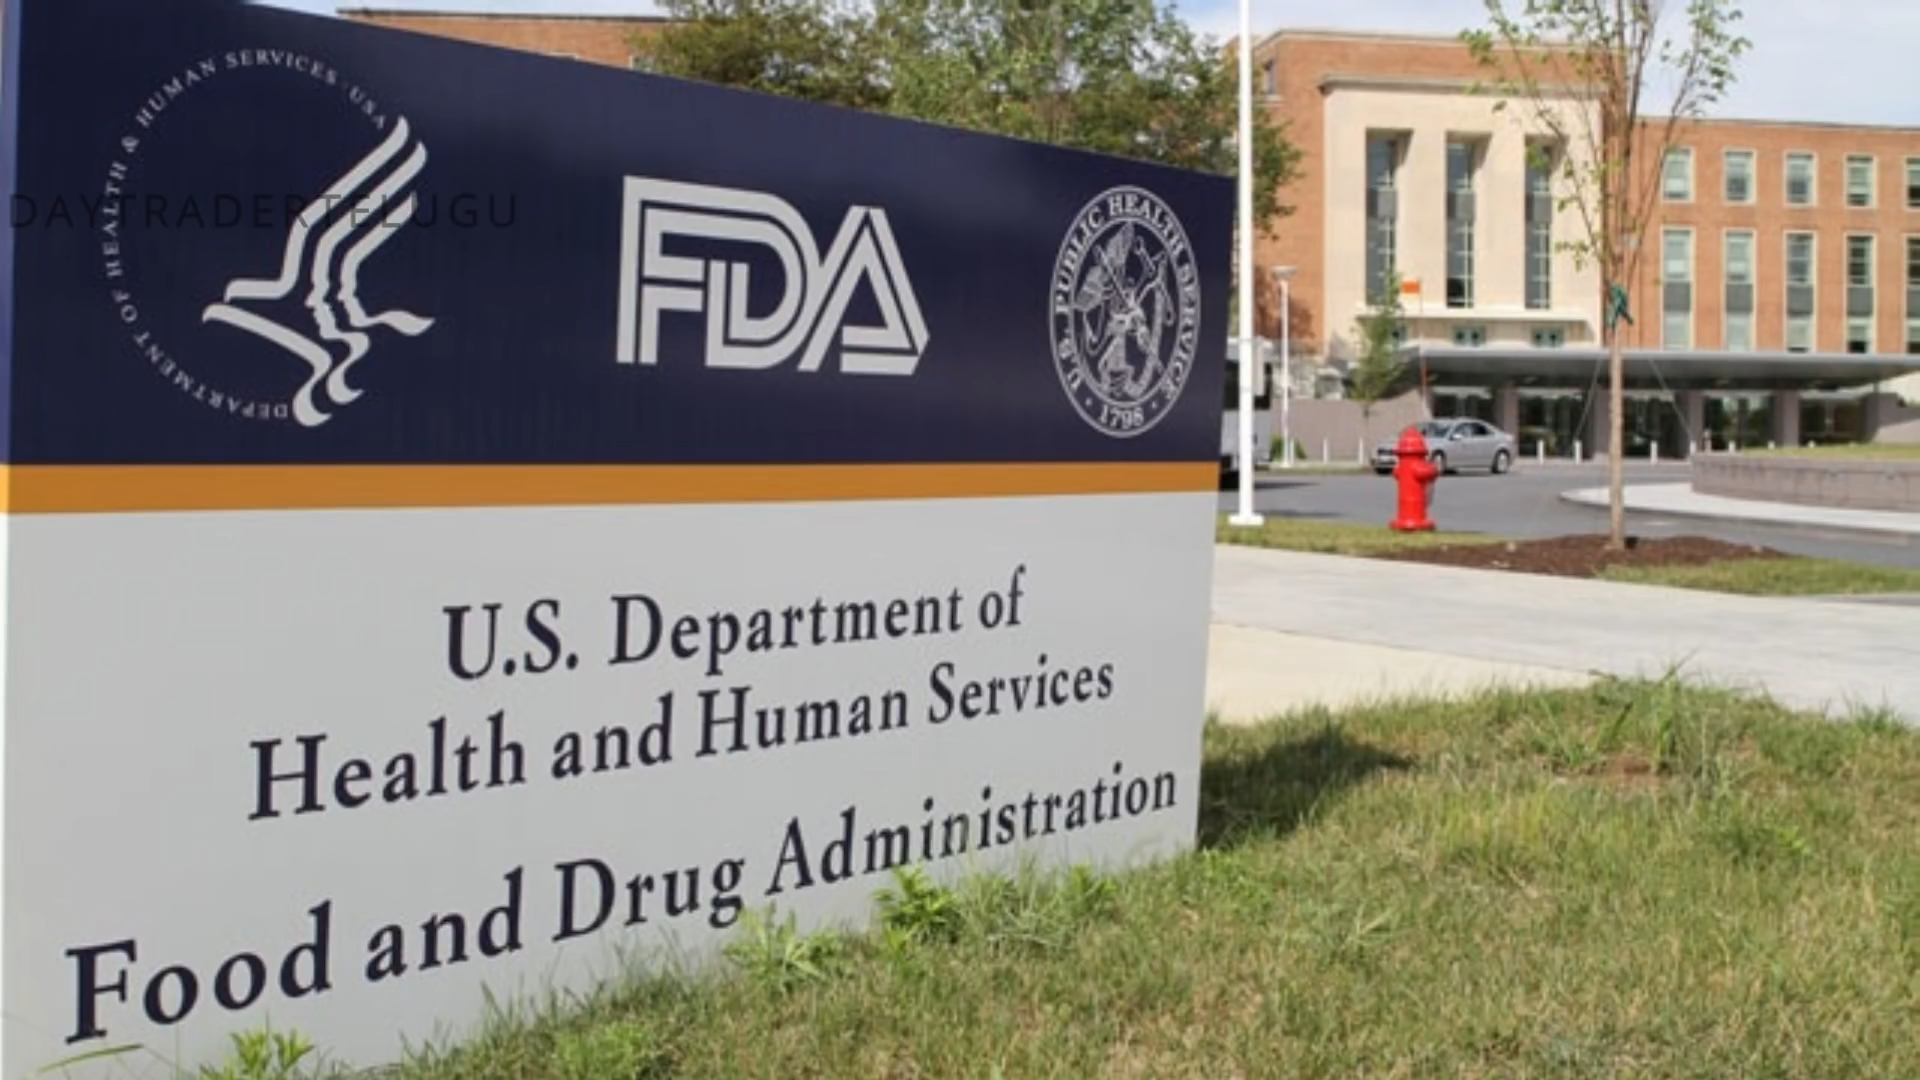 DEPARTMENT OF HEALTH & HUMAN SERVICES·USA
DAYTRADERTELUGU
FDA
U.S. PUBLIC HEALTH SERVICE
· 1798 ·
U.S. Department of
Health and Human Services
Food and Drug Administration